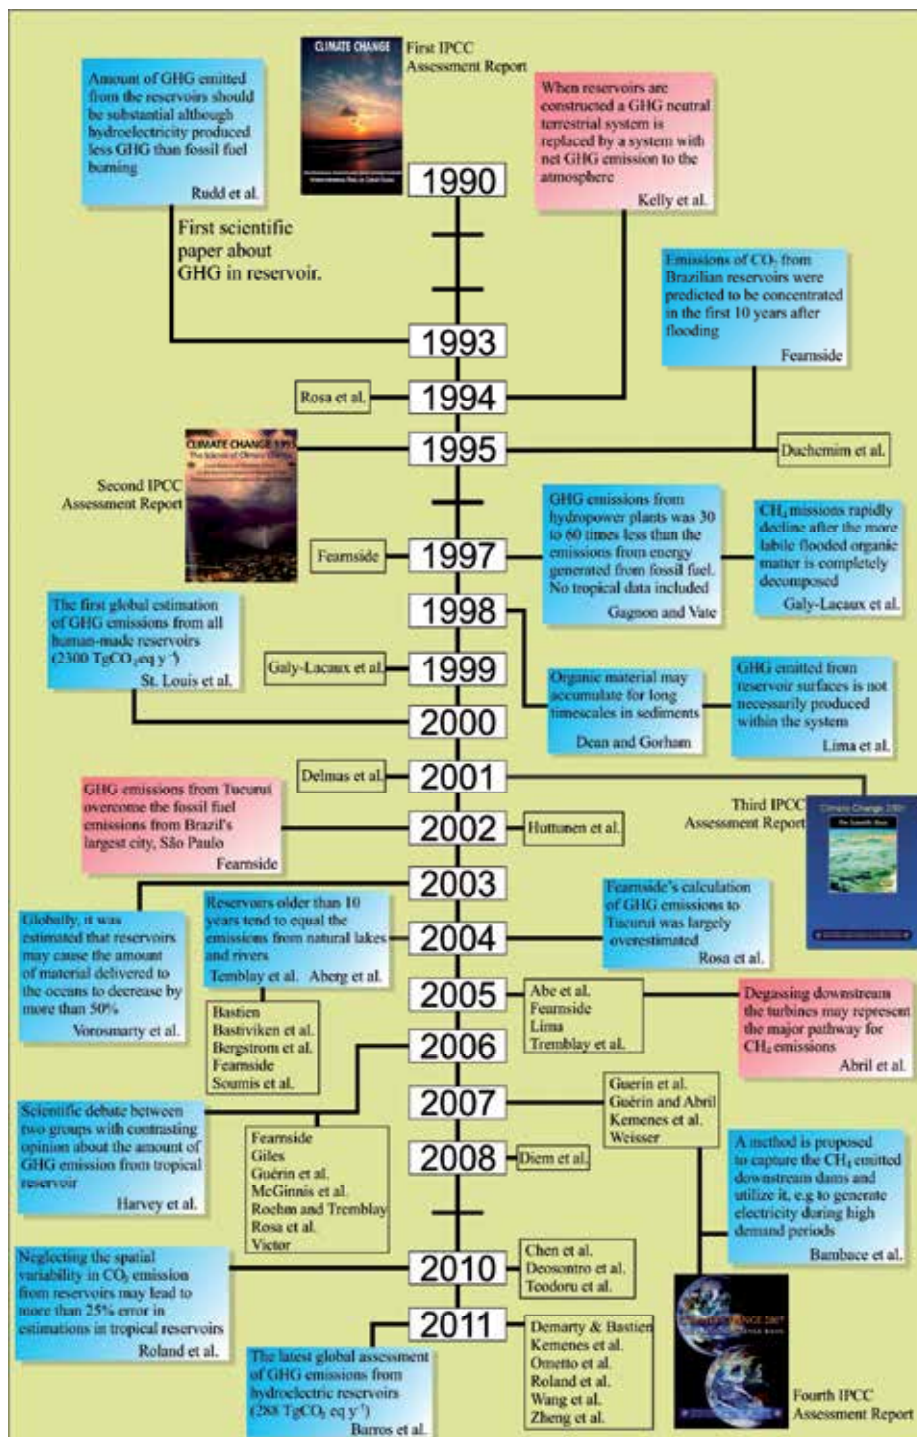 CLIMATE CHANGE
First IPCC
Assessment Report
Amount of GHG emitted
from the reservoirs should
be substantial although
hydroelectricity produced
less GHG than fossil fuel
burning
Rudd et al.
First scientific
paper about
GHG in reservoir.
When reservoirs are
constructed a GHG neutral
terrestrial system is
replaced by a system with
net GHG emission to the
atmosphere
Kelly et al.
1990
Emissions of CO₂ from
Brazilian reservoirs were
predicted to be concentrated
in the first 10 years after
flooding
Fearnside
1993
Rosa et al.
1994
CLIMATE CHANGE 1995
The Science of Climate Change
Second IPCC
Assessment Report
1995
Duchemim et al.
GHG emissions from
hydropower plants was 30
to 60 times less than the
emissions from energy
generated from fossil fuel.
No tropical data included
Gagnon and Vate
CH₄ missions rapidly
decline after the more
labile flooded organic
matter is completely
decomposed
Galy-Lacaux et al.
Fearnside
1997
The first global estimation
of GHG emissions from all
human-made reservoirs
(2300 TgCO₂eq y⁻¹)
St. Louis et al.
1998
Galy-Lacaux et al.
1999
Organic material may
accumulate for long
timescales in sediments
Dean and Gorham
GHG emitted from
reservoir surfaces is not
necessarily produced
within the system
Lima et al.
2000
Delmas et al.
2001
Third IPCC
Assessment Report
Climate Change 2001
The Scientific Basis
GHG emissions from Tucuruí
overcome the fossil fuel
emissions from Brazil's
largest city, São Paulo
Fearnside
2002
Huttunen et al.
2003
Globally, it was
estimated that reservoirs
may cause the amount
of material delivered to
the oceans to decrease by
more than 50%
Vorosmarty et al.
Reservoirs older than 10
years tend to equal the
emissions from natural lakes
and rivers
Temblay et al. Aberg et al.
2004
Fearnside's calculation
of GHG emissions to
Tucuruí was largely
overestimated
Rosa et al.
Bastien
Bastiviken et al.
Bergstrom et al.
Fearnside
Soumis et al.
2005
Abe et al.
Fearnside
Lima
Tremblay et al.
Degassing downstream
the turbines may represent
the major pathway for
CH₄ emissions
Abril et al.
2006
Scientific debate between
two groups with contrasting
opinion about the amount of
GHG emission from tropical
reservoir
Harvey et al.
Fearnside
Giles
Guérin et al.
McGinnis et al.
Roehm and Tremblay
Rosa et al.
Victor
2007
Guerin et al.
Guérin and Abril
Kemenes et al.
Weisser
2008
Diem et al.
A method is proposed
to capture the CH₄ emitted
downstream dams and
utilize it, e.g to generate
electricity during high
demand periods
Bambace et al.
Neglecting the spatial
variability in CO₂ emission
from reservoirs may lead to
more than 25% error in
estimations in tropical reservoirs
Roland et al.
2010
Chen et al.
Deosontro et al.
Teodoru et al.
2011
The latest global assessment
of GHG emissions from
hydroelectric reservoirs
(288 TgCO₂ eq y⁻¹)
Barros et al.
Demarty & Bastien
Kemenes et al.
Ometto et al.
Roland et al.
Wang et al.
Zheng et al.
CLIMATE CHANGE 2007
Fourth IPCC
Assessment Report